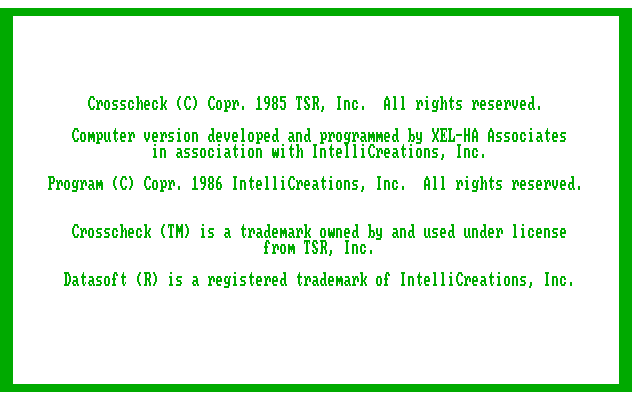 Crosscheck (C) Copr. 1985 TSR, Inc.  All rights reserved.
Computer version developed and programmed by XEL-HA Associates
in association with IntelliCreations, Inc.
Program (C) Copr. 1986 IntelliCreations, Inc.  All rights reserved.
Crosscheck (TM) is a trademark owned by and used under license
from TSR, Inc.
Datasoft (R) is a registered trademark of IntelliCreations, Inc.